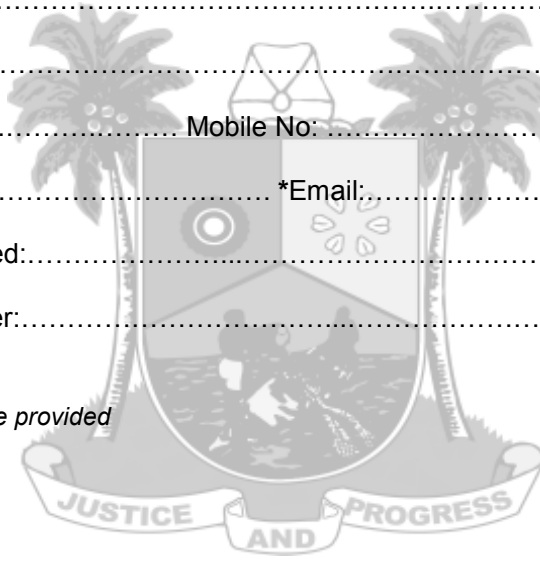 ………………………………………………………………
………………………………………………………………
…………………… Mobile No: ……………………
…………………………… *Email:…………………
ed:……………………..………………………………
er:…………………………………...……………………
e provided
JUSTICE AND PROGRESS